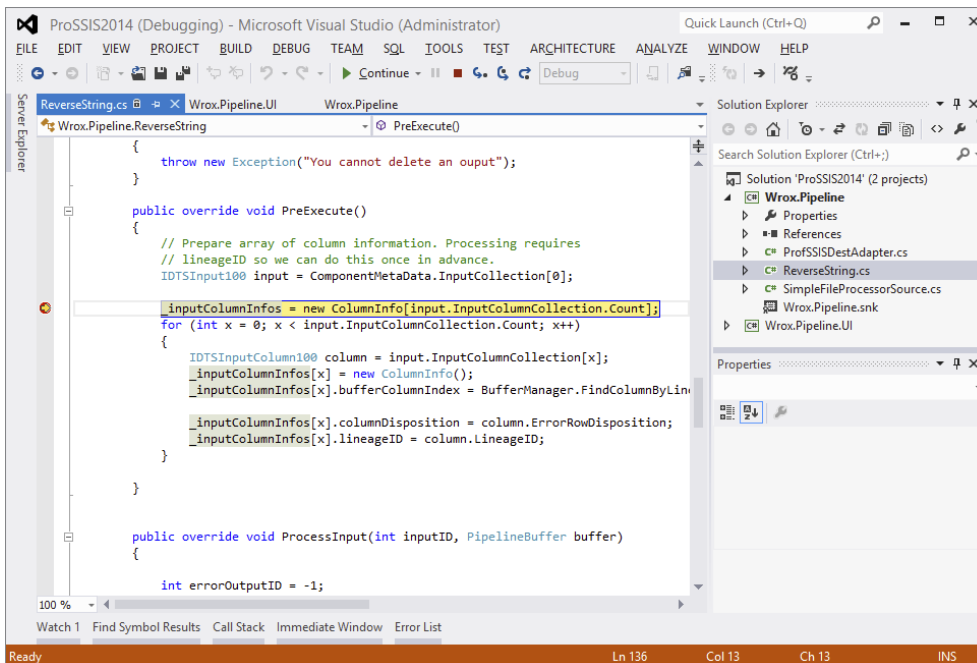 ProSSIS2014 (Debugging) - Microsoft Visual Studio (Administrator)
Quick Launch (Ctrl+Q)
FILE EDIT VIEW PROJECT BUILD DEBUG TEAM SQL TOOLS TEST ARCHITECTURE ANALYZE WINDOW HELP
Continue Debug
Server Explorer
ReverseString.cs Wrox.Pipeline.UI Wrox.Pipeline
Wrox.Pipeline.ReverseString PreExecute()
{
throw new Exception("You cannot delete an ouput");
}
public override void PreExecute()
{
// Prepare array of column information. Processing requires
// lineageID so we can do this once in advance.
IDTSInput100 input = ComponentMetaData.InputCollection[0];
_inputColumnInfos = new ColumnInfo[input.InputColumnCollection.Count];
for (int x = 0; x < input.InputColumnCollection.Count; x++)
{
IDTSInputColumn100 column = input.InputColumnCollection[x];
_inputColumnInfos[x] = new ColumnInfo();
_inputColumnInfos[x].bufferColumnIndex = BufferManager.FindColumnByLin
_inputColumnInfos[x].columnDisposition = column.ErrorRowDisposition;
_inputColumnInfos[x].lineageID = column.LineageID;
}
}
public override void ProcessInput(int inputID, PipelineBuffer buffer)
{
int errorOutputID = -1;
100 %
Solution Explorer
Search Solution Explorer (Ctrl+;)
Solution 'ProSSIS2014' (2 projects)
C# Wrox.Pipeline
Properties
References
C# ProfSSISDestAdapter.cs
C# ReverseString.cs
C# SimpleFileProcessorSource.cs
Wrox.Pipeline.snk
C# Wrox.Pipeline.UI
Properties
Watch 1 Find Symbol Results Call Stack Immediate Window Error List
Ready Ln 136 Col 13 Ch 13 INS